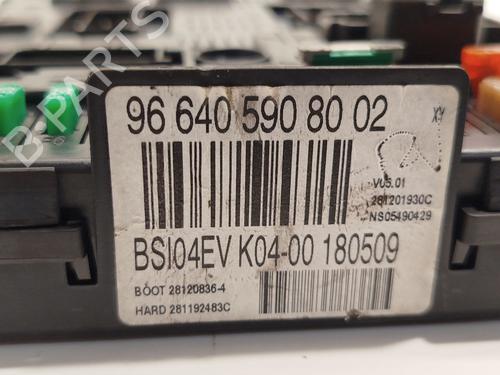 B-PARTS
96 640 590 80 02
XY
V05.01
281201930C
NS05490429
BSI04EV K04-00 180509
BOOT 28120836-4
HARD 281192483C